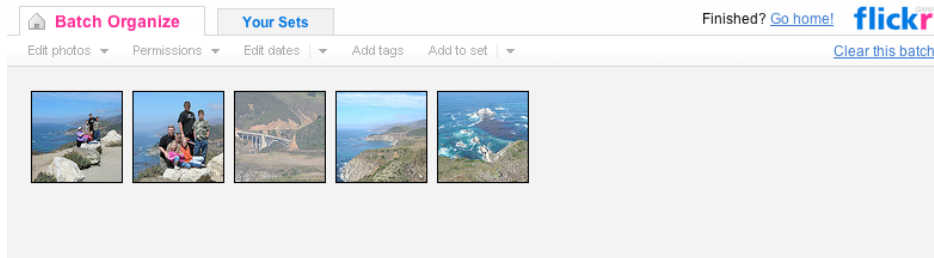 Batch Organize
Your Sets
Finished? Go home!
flickr
GAMMA
Edit photos
Permissions
Edit dates
Add tags
Add to set
Clear this batch